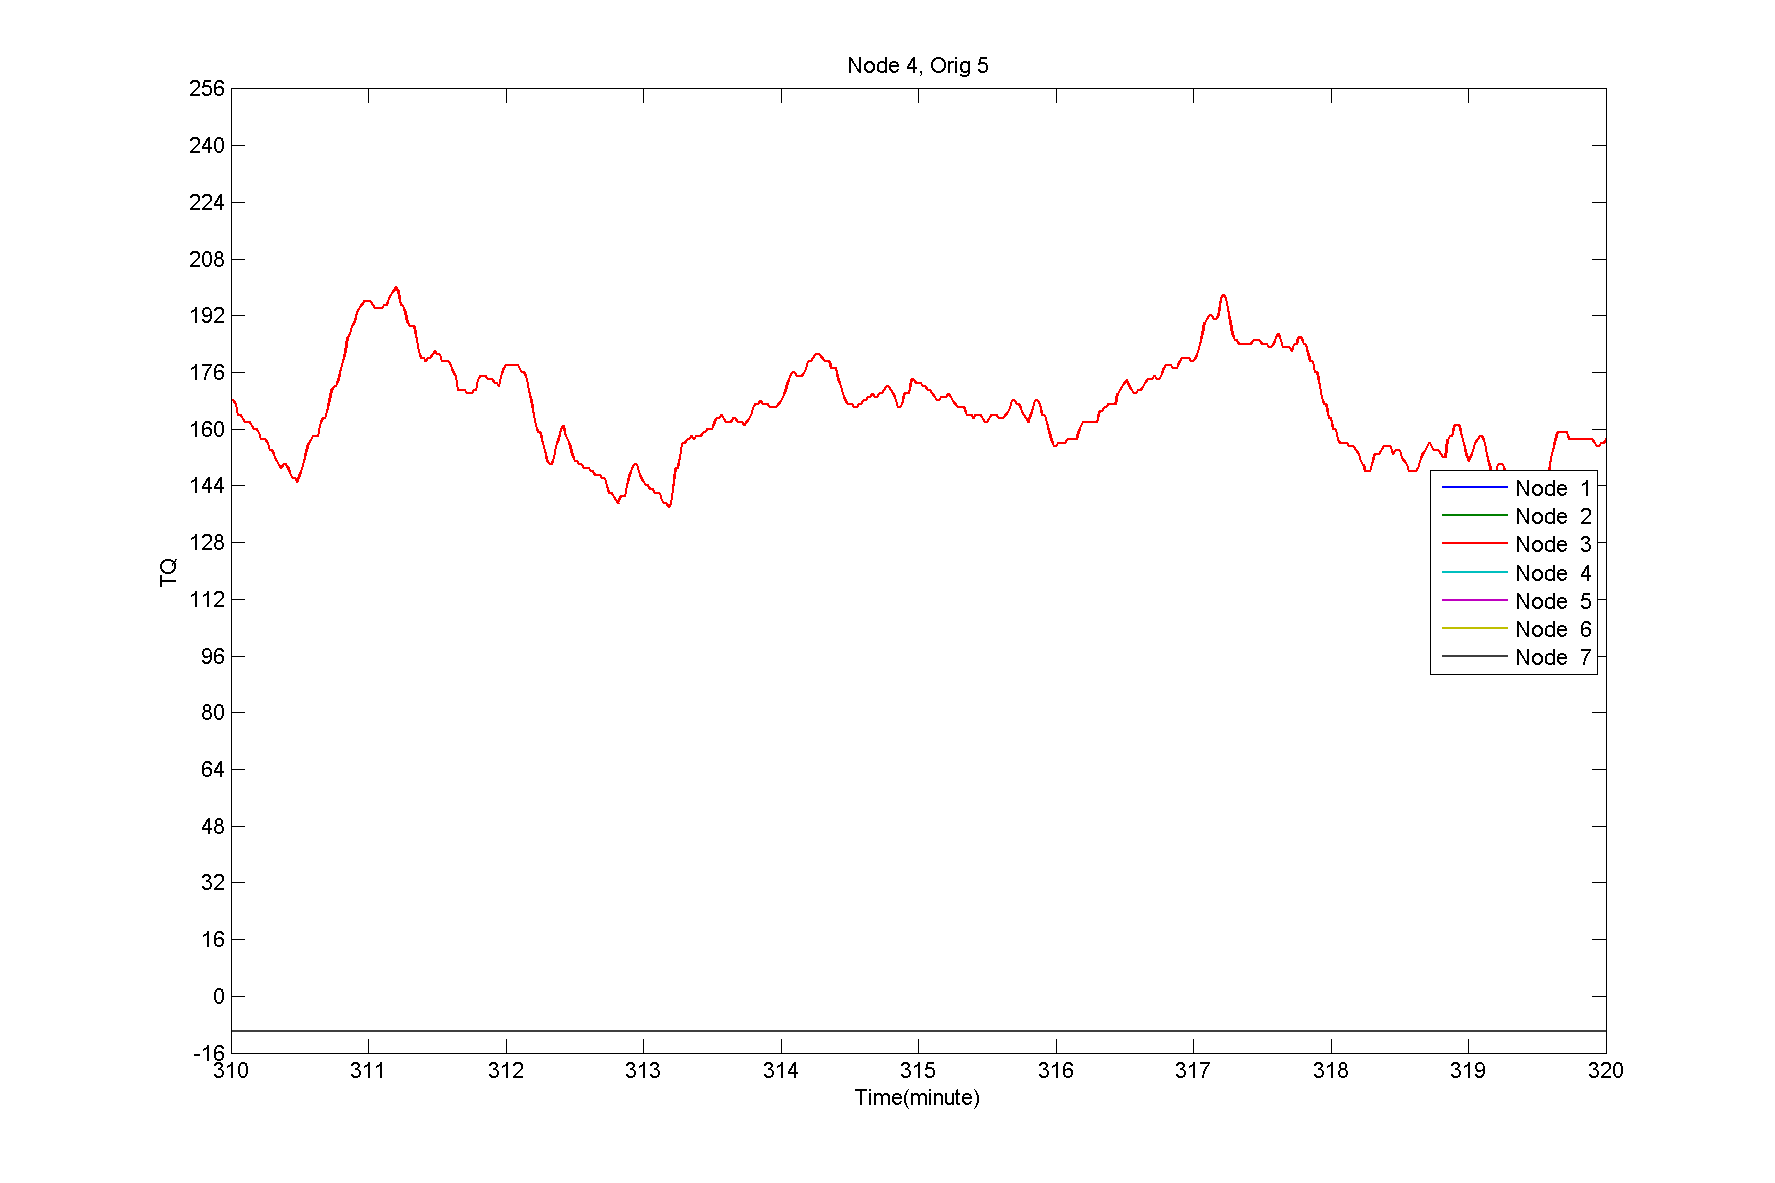 Node 4, Orig 5
256
240
224
208
192
176
160
144
128
112
96
80
64
48
32
16
0
-16
TQ
Node 1
Node 2
Node 3
Node 4
Node 5
Node 6
Node 7
310 311 312 313 314 315 316 317 318 319 320
Time(minute)